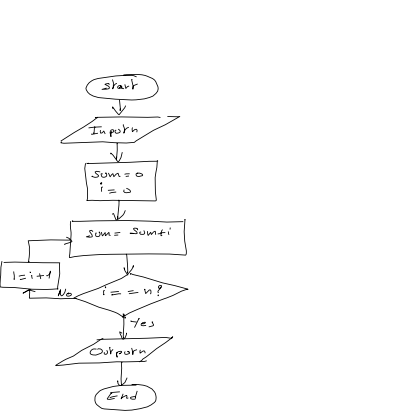 Start
Input n
Sum = 0
i = 0
Sum = Sum + i
I = i + 1
No
i = = n ?
Yes
Output n
End